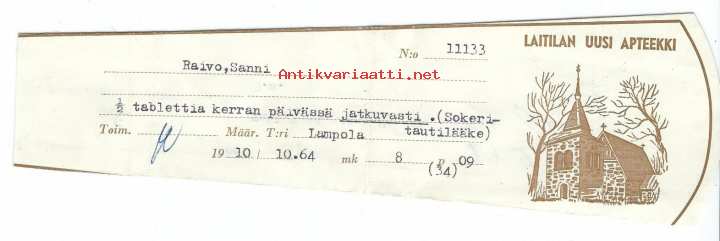 LAITILAN UUSI APTEEKKI
N:o 11133
Raivo,Sanni
Antikvariaatti.net
½ tablettia kerran päivässä jatkuvasti .(Sokeri-
Toim. Määr. T:ri Lampola tautilääke)
19 10/ 10.64 mk 8 p 09
(34)